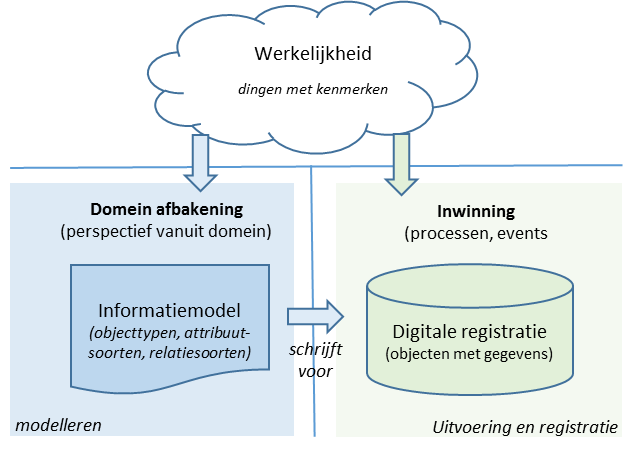 Werkelijkheid
dingen met kenmerken
Domein afbakening
(perspectief vanuit domein)
Informatiemodel
(objecttypen, attribuut-
soorten, relatiesoorten)
modelleren
schrijft
voor
Inwinning
(processen, events
Digitale registratie
(objecten met gegevens)
Uitvoering en registratie